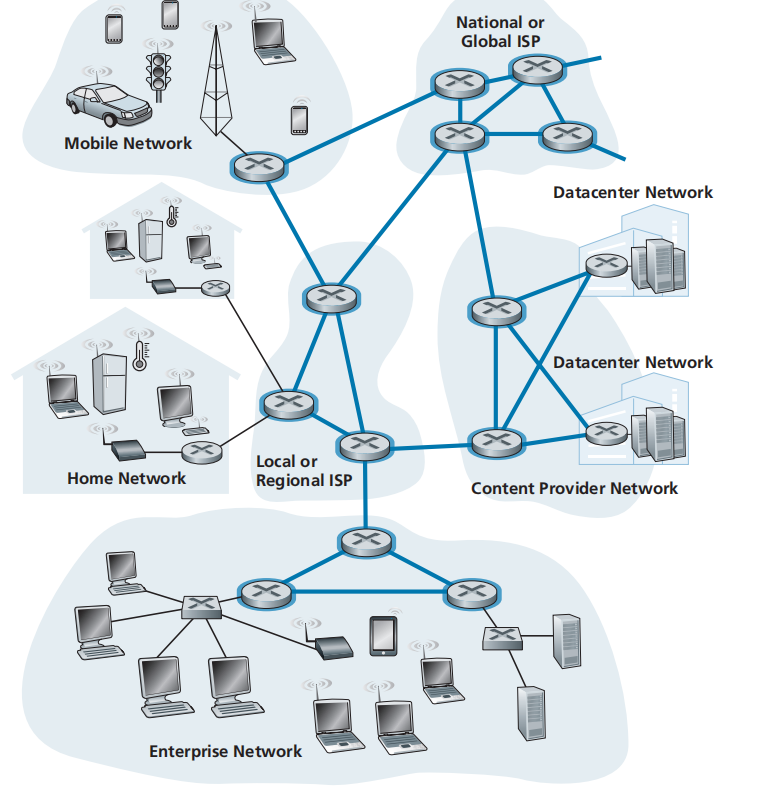 National or
Global ISP
Mobile Network
Datacenter Network
Datacenter Network
Home Network
Local or
Regional ISP
Content Provider Network
Enterprise Network